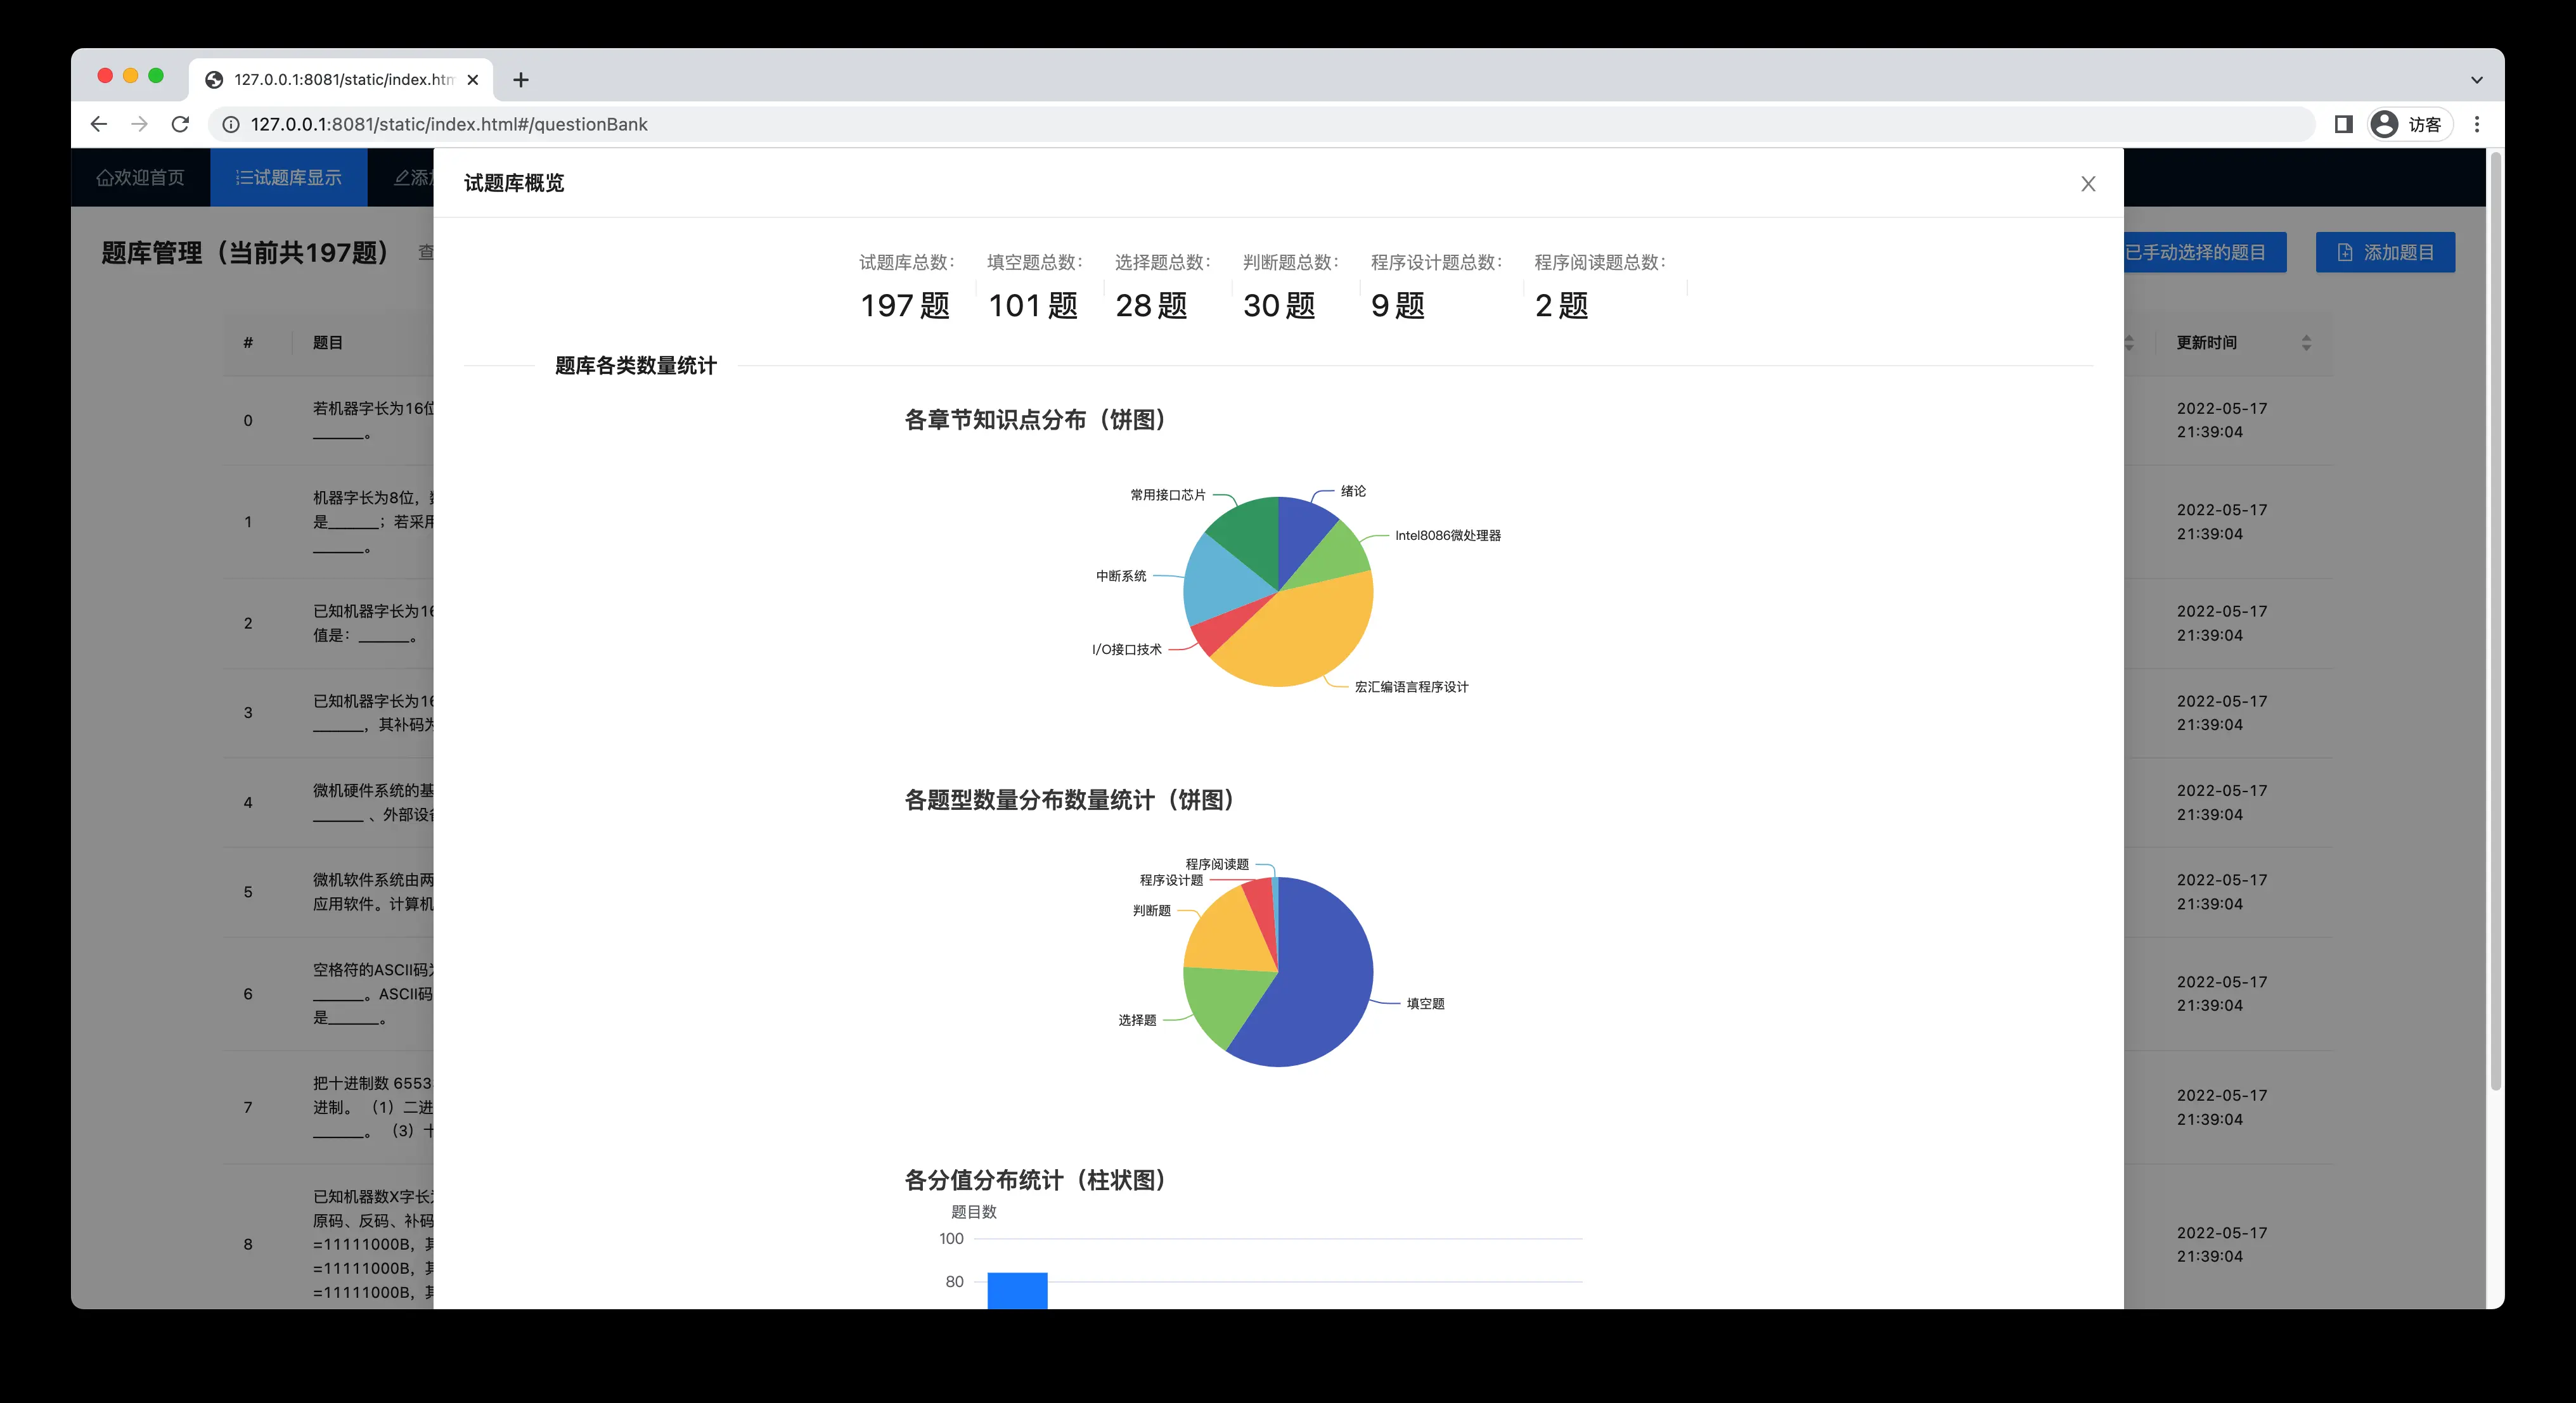 127.0.0.1:8081/static/index.htm
127.0.0.1:8081/static/index.html#/questionBank
访客
欢迎首页
试题库显示
添加
试题库概览
题库管理（当前共197题）
查
已手动选择的题目
添加题目
试题库总数：
填空题总数：
选择题总数：
判断题总数：
程序设计题总数：
程序阅读题总数：
197 题
101 题
28 题
30 题
9 题
2 题
#
题目
更新时间
题库各类数量统计
各章节知识点分布（饼图）
常用接口芯片
绪论
Intel8086微处理器
中断系统
I/O接口技术
宏汇编语言程序设计
各题型数量分布数量统计（饼图）
程序阅读题
程序设计题
判断题
选择题
填空题
各分值分布统计（柱状图）
题目数
100
80
0
若机器字长为16位
______。
2022-05-17
21:39:04
1
机器字长为8位，
是______；若采用
______。
2022-05-17
21:39:04
2
已知机器字长为16
值是：______。
2022-05-17
21:39:04
3
已知机器字长为16
______，其补码为
2022-05-17
21:39:04
4
微机硬件系统的基
______ 、外部设备
2022-05-17
21:39:04
5
微机软件系统由两
应用软件。计算机
2022-05-17
21:39:04
6
空格符的ASCII码为
______。ASCII码
是______。
2022-05-17
21:39:04
7
把十进制数 6553
进制。 （1）二进
______。 （3）十
2022-05-17
21:39:04
8
已知机器数X字长为
原码、反码、补码
=11111000B，其
=11111000B，其
=11111000B，其
2022-05-17
21:39:04